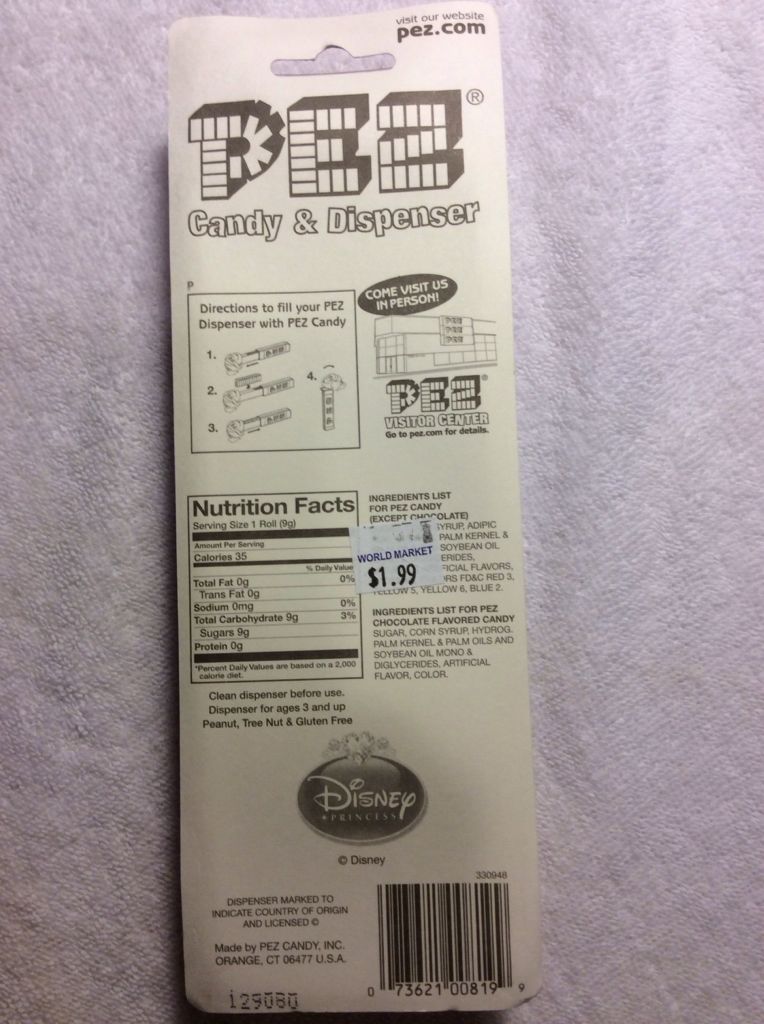 visit our website
pez.com
PEZ®
Candy & Dispenser
P
Directions to fill your PEZ
Dispenser with PEZ Candy
1.
2.
3.
4.
COME VISIT US
IN PERSON!
PEZ
PEZ
PEZ
PEZ®
VISITOR CENTER
Go to pez.com for details.
Nutrition Facts
Serving Size 1 Roll (9g)
Amount Per Serving
Calories 35
% Daily Value
Total Fat 0g 0%
Trans Fat 0g
Sodium 0mg 0%
Total Carbohydrate 9g 3%
Sugars 9g
Protein 0g
*Percent Daily Values are based on a 2,000
calorie diet.
INGREDIENTS LIST
FOR PEZ CANDY
(EXCEPT CHOCOLATE)
ADIPIC
PALM KERNEL &
SOYBEAN OIL
FLAVORS,
FD&C RED 3,
YELLOW 5, YELLOW 6, BLUE 2.
WORLD MARKET
$1.99
INGREDIENTS LIST FOR PEZ
CHOCOLATE FLAVORED CANDY
SUGAR, CORN SYRUP, HYDROG.
PALM KERNEL & PALM OILS AND
SOYBEAN OIL MONO &
DIGLYCERIDES, ARTIFICIAL
FLAVOR, COLOR.
Clean dispenser before use.
Dispenser for ages 3 and up
Peanut, Tree Nut & Gluten Free
Disney
PRINCESS
© Disney
DISPENSER MARKED TO
INDICATE COUNTRY OF ORIGIN
AND LICENSED ©
Made by PEZ CANDY, INC.
ORANGE, CT 06477 U.S.A.
330948
0 73621 00819 9
129080